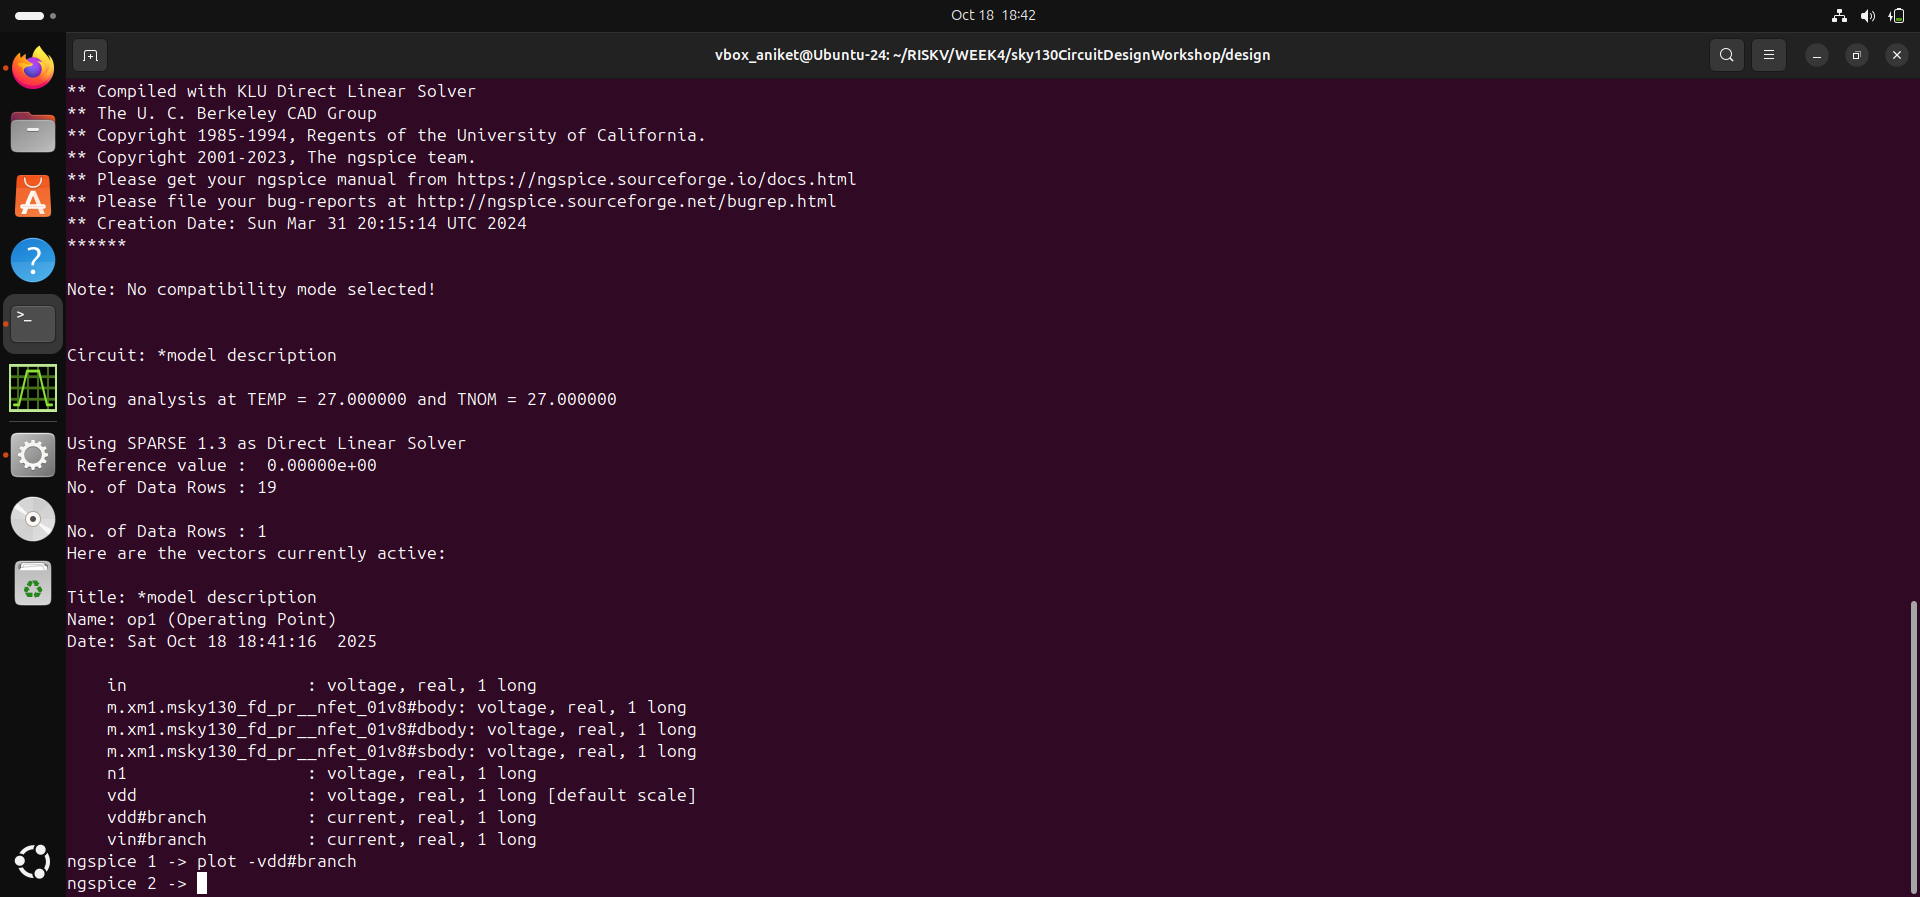 Oct 18 18:42
vbox_aniket@Ubuntu-24: ~/RISKV/WEEK4/sky130CircuitDesignWorkshop/design
** Compiled with KLU Direct Linear Solver
** The U. C. Berkeley CAD Group
** Copyright 1985-1994, Regents of the University of California.
** Copyright 2001-2023, The ngspice team.
** Please get your ngspice manual from https://ngspice.sourceforge.io/docs.html
** Please file your bug-reports at http://ngspice.sourceforge.net/bugrep.html
** Creation Date: Sun Mar 31 20:15:14 UTC 2024
******
Note: No compatibility mode selected!
Circuit: *model description
Doing analysis at TEMP = 27.000000 and TNOM = 27.000000
Using SPARSE 1.3 as Direct Linear Solver
 Reference value :  0.00000e+00
No. of Data Rows : 19
No. of Data Rows : 1
Here are the vectors currently active:
Title: *model description
Name: op1 (Operating Point)
Date: Sat Oct 18 18:41:16  2025
    in                  : voltage, real, 1 long
    m.xm1.msky130_fd_pr__nfet_01v8#body: voltage, real, 1 long
    m.xm1.msky130_fd_pr__nfet_01v8#dbody: voltage, real, 1 long
    m.xm1.msky130_fd_pr__nfet_01v8#sbody: voltage, real, 1 long
    n1                  : voltage, real, 1 long
    vdd                 : voltage, real, 1 long [default scale]
    vdd#branch          : current, real, 1 long
    vin#branch          : current, real, 1 long
ngspice 1 -> plot -vdd#branch
ngspice 2 ->